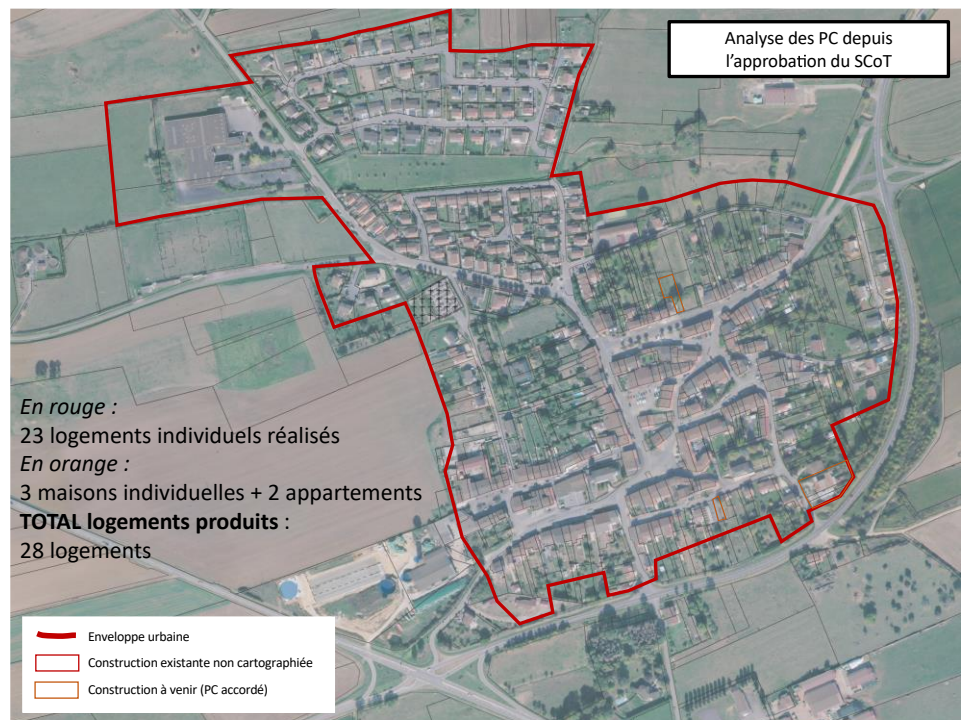 Analyse des PC depuis
l'approbation du SCoT
En rouge :
23 logements individuels réalisés
En orange :
3 maisons individuelles + 2 appartements
TOTAL logements produits :
28 logements
Enveloppe urbaine
Construction existante non cartographiée
Construction à venir (PC accordé)